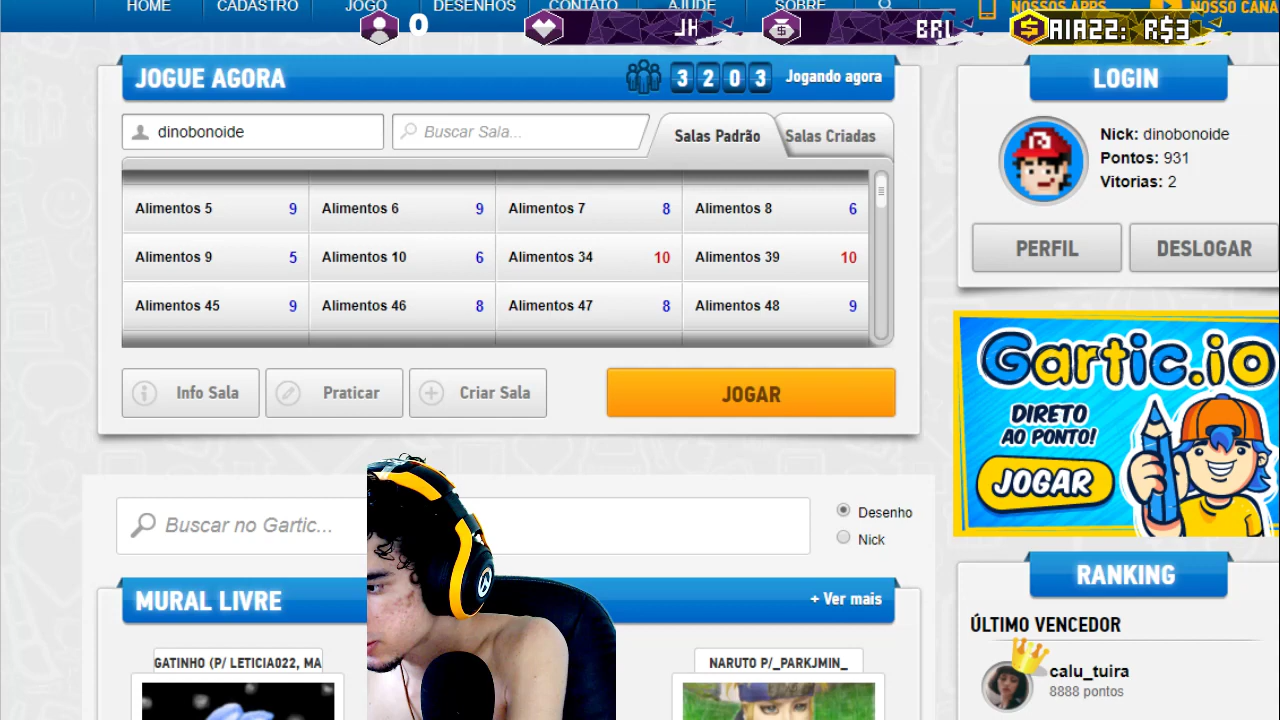 HOME CADASTRO JOGO DESENHOS CONTATO AJUDE SOBRE NOSSOS APPS NOSSO CANA
0 JH BRI AIA22: R$3
JOGUE AGORA 3203 Jogando agora
dinobonoide Buscar Sala... Salas Padrão Salas Criadas
Alimentos 5 9 Alimentos 6 9 Alimentos 7 8 Alimentos 8 6
Alimentos 9 5 Alimentos 10 6 Alimentos 34 10 Alimentos 39 10
Alimentos 45 9 Alimentos 46 8 Alimentos 47 8 Alimentos 48 9
Info Sala Praticar Criar Sala JOGAR
LOGIN
Nick: dinobonoide
Pontos: 931
Vitorias: 2
PERFIL DESLOGAR
Gartic.io
DIRETO
AO PONTO!
JOGAR
Buscar no Gartic...
Desenho
Nick
MURAL LIVRE + Ver mais
GATINHO (P/ LETICIA022, MA NARUTO P/_PARKJMIN_
RANKING
ÚLTIMO VENCEDOR
calu_tuira
8888 pontos